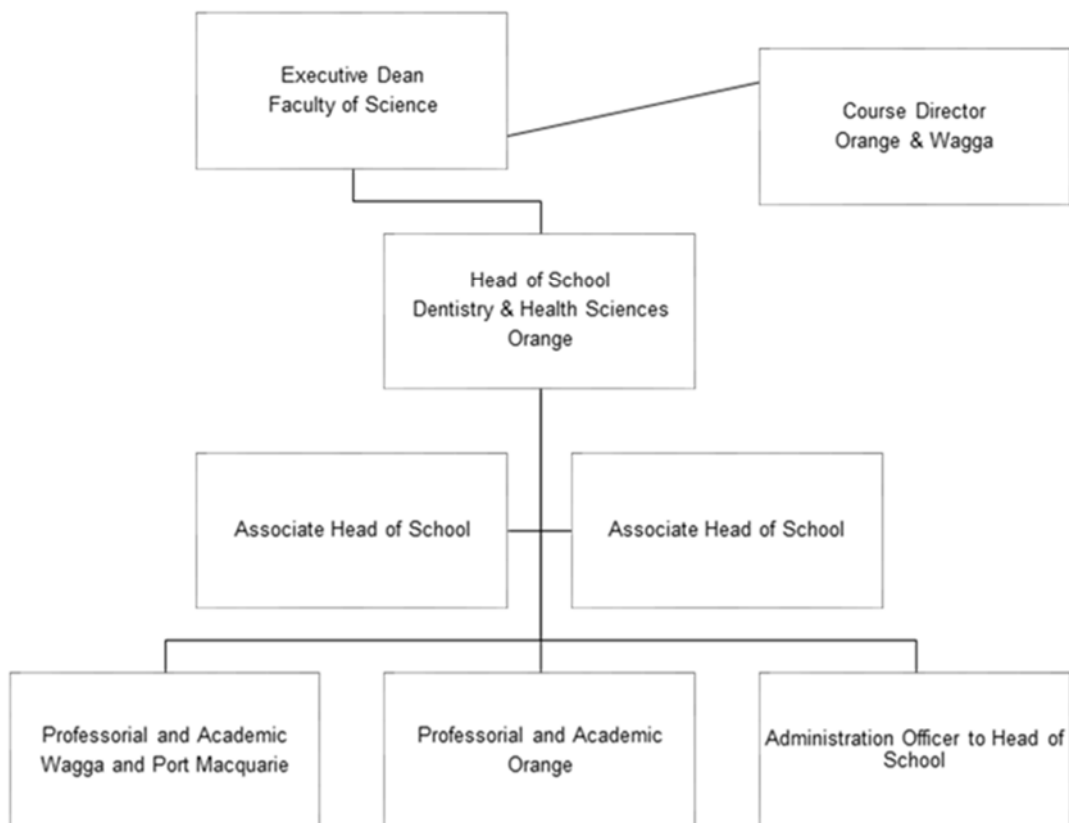 Executive Dean
Faculty of Science
Course Director
Orange & Wagga
Head of School
Dentistry & Health Sciences
Orange
Associate Head of School
Associate Head of School
Professorial and Academic
Wagga and Port Macquarie
Professorial and Academic
Orange
Administration Officer to Head of
School